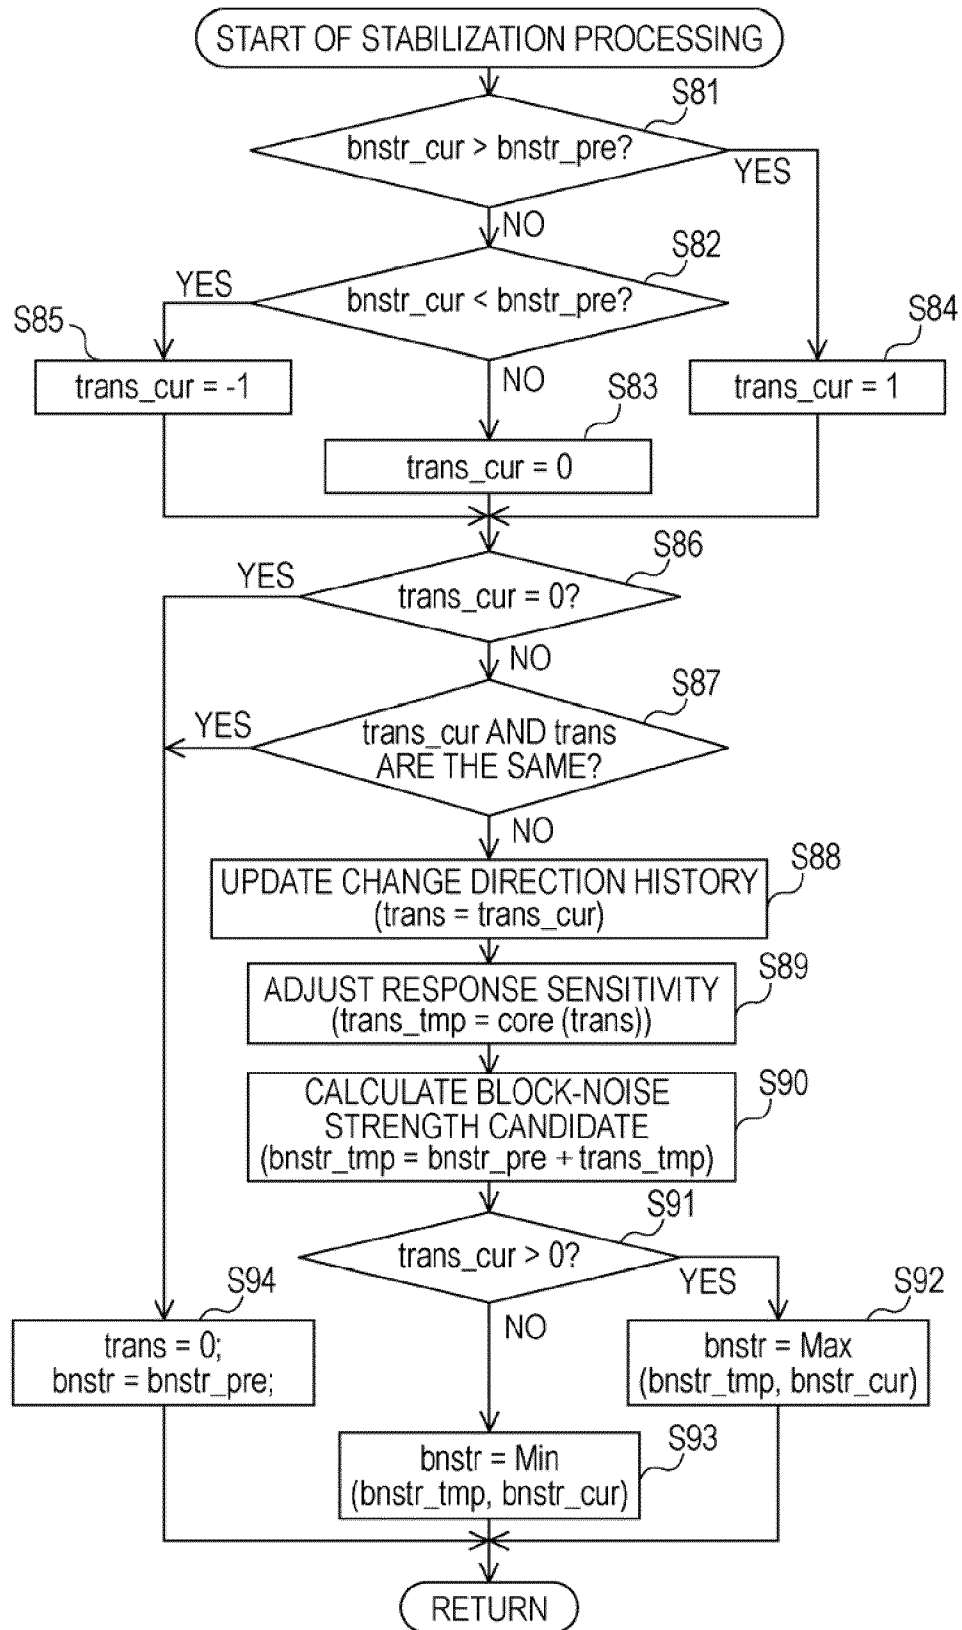 START OF STABILIZATION PROCESSING
S81
bnstr_cur > bnstr_pre?
YES
NO
S82
YES
bnstr_cur < bnstr_pre?
S85
S84
trans_cur = -1
NO
trans_cur = 1
S83
trans_cur = 0
S86
YES
trans_cur = 0?
NO
S87
YES
trans_cur AND trans
ARE THE SAME?
NO
S88
UPDATE CHANGE DIRECTION HISTORY
(trans = trans_cur)
S89
ADJUST RESPONSE SENSITIVITY
(trans_tmp = core (trans))
S90
CALCULATE BLOCK-NOISE
STRENGTH CANDIDATE
(bnstr_tmp = bnstr_pre + trans_tmp)
S91
trans_cur > 0?
YES
S94
S92
NO
trans = 0;
bnstr = bnstr_pre;
bnstr = Max
(bnstr_tmp, bnstr_cur)
S93
bnstr = Min
(bnstr_tmp, bnstr_cur)
RETURN